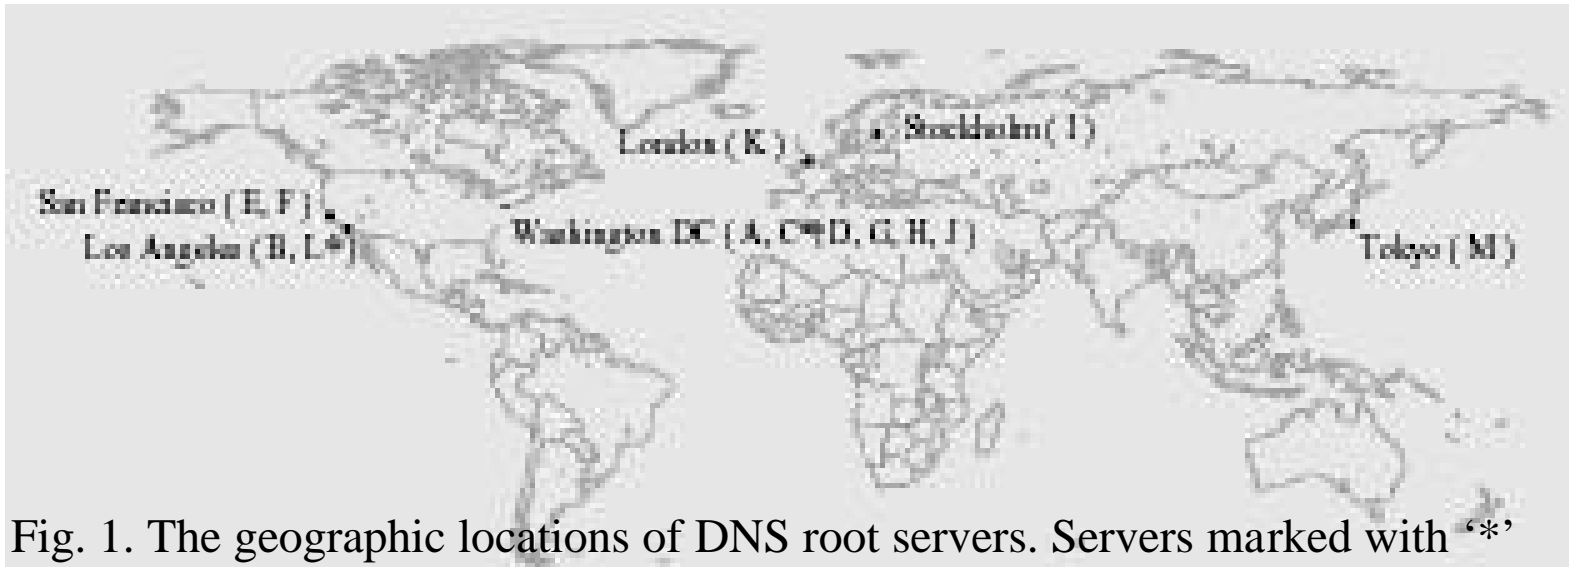 London ( K )
Stockholm ( I )
San Francisco ( E, F )
Washington DC ( A, C*, D, G, H, J )
Los Angeles ( B, L* )
Tokyo ( M )
Fig. 1. The geographic locations of DNS root servers. Servers marked with ‘*’